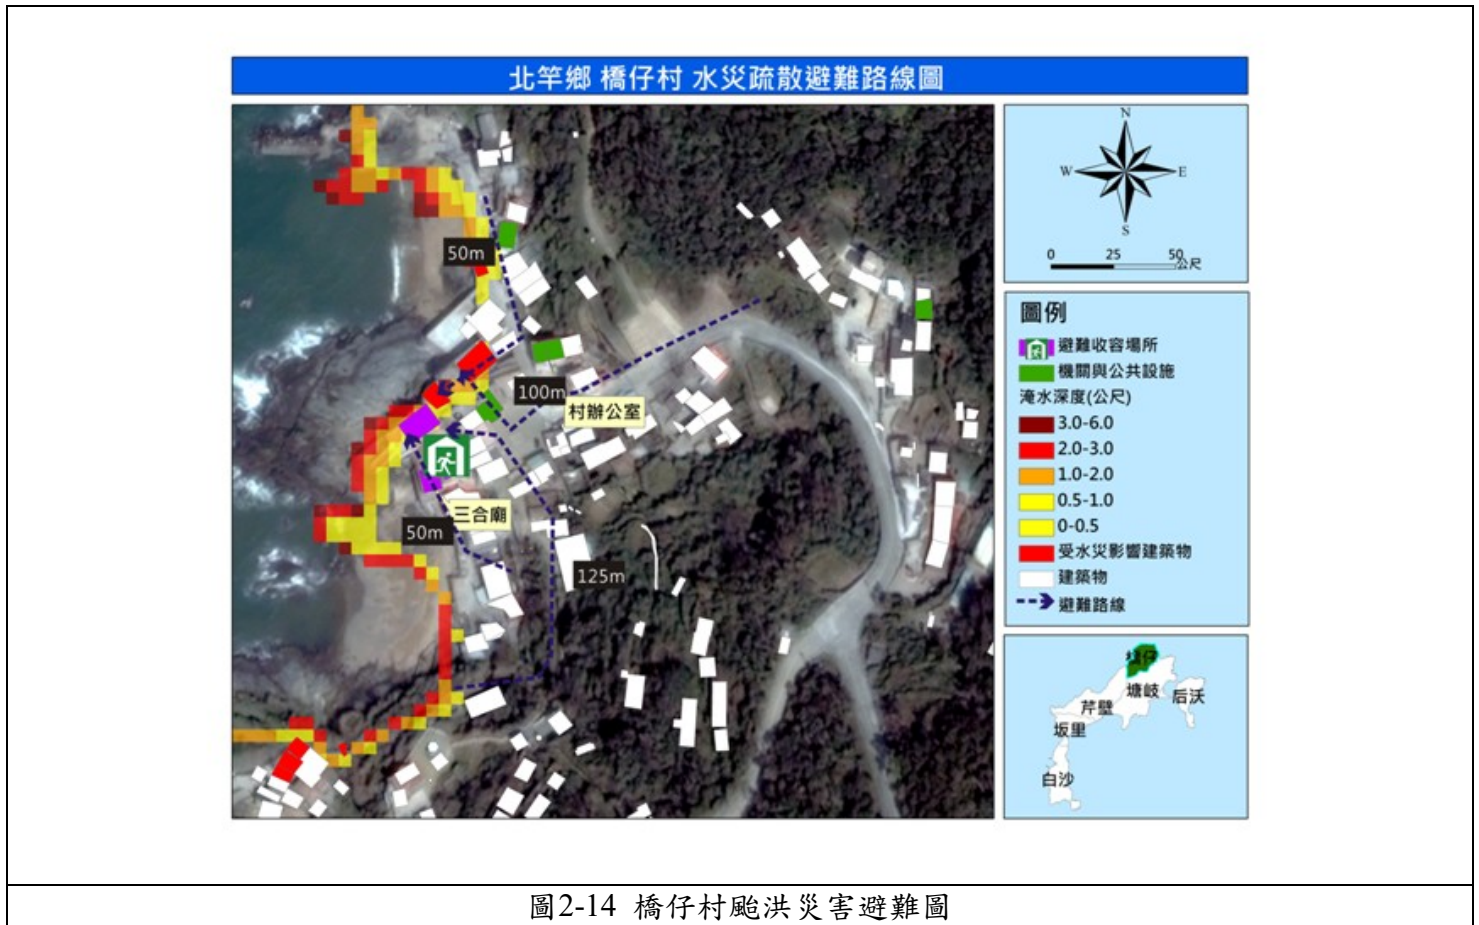 北竿鄉 橋仔村 水災疏散避難路線圖
N
W
E
S
0
25
50
公尺
50m
100m
村辦公室
三合廟
50m
125m
圖例
避難收容場所
機關與公共設施
淹水深度(公尺)
3.0-6.0
2.0-3.0
1.0-2.0
0.5-1.0
0-0.5
受水災影響建築物
建築物
避難路線
塘岐
后沃
芹壁
坂里
白沙
圖2-14 橋仔村颱洪災害避難圖